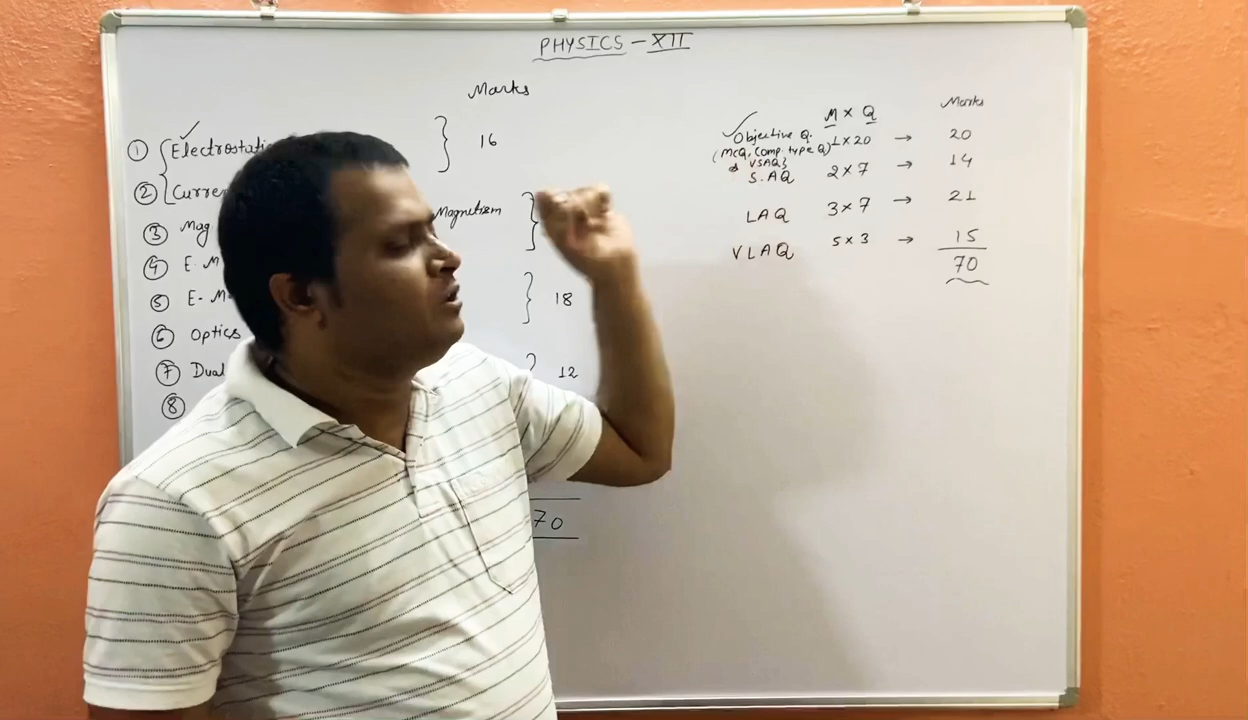 PHYSICS - XII
Marks
① Electrostati
16
② Curre
③ Mag Magnetism
④ E. M
⑤ E- M
18
⑥ Optics
⑦ Dual
12
⑧
70
M × Q Marks
Objective Q. 1 × 20 → 20
(MCQ, Comp. type Q)
& VSAQ}
S.AQ 2 × 7 → 14
LAQ 3 × 7 → 21
VLAQ 5 × 3 → 15
70